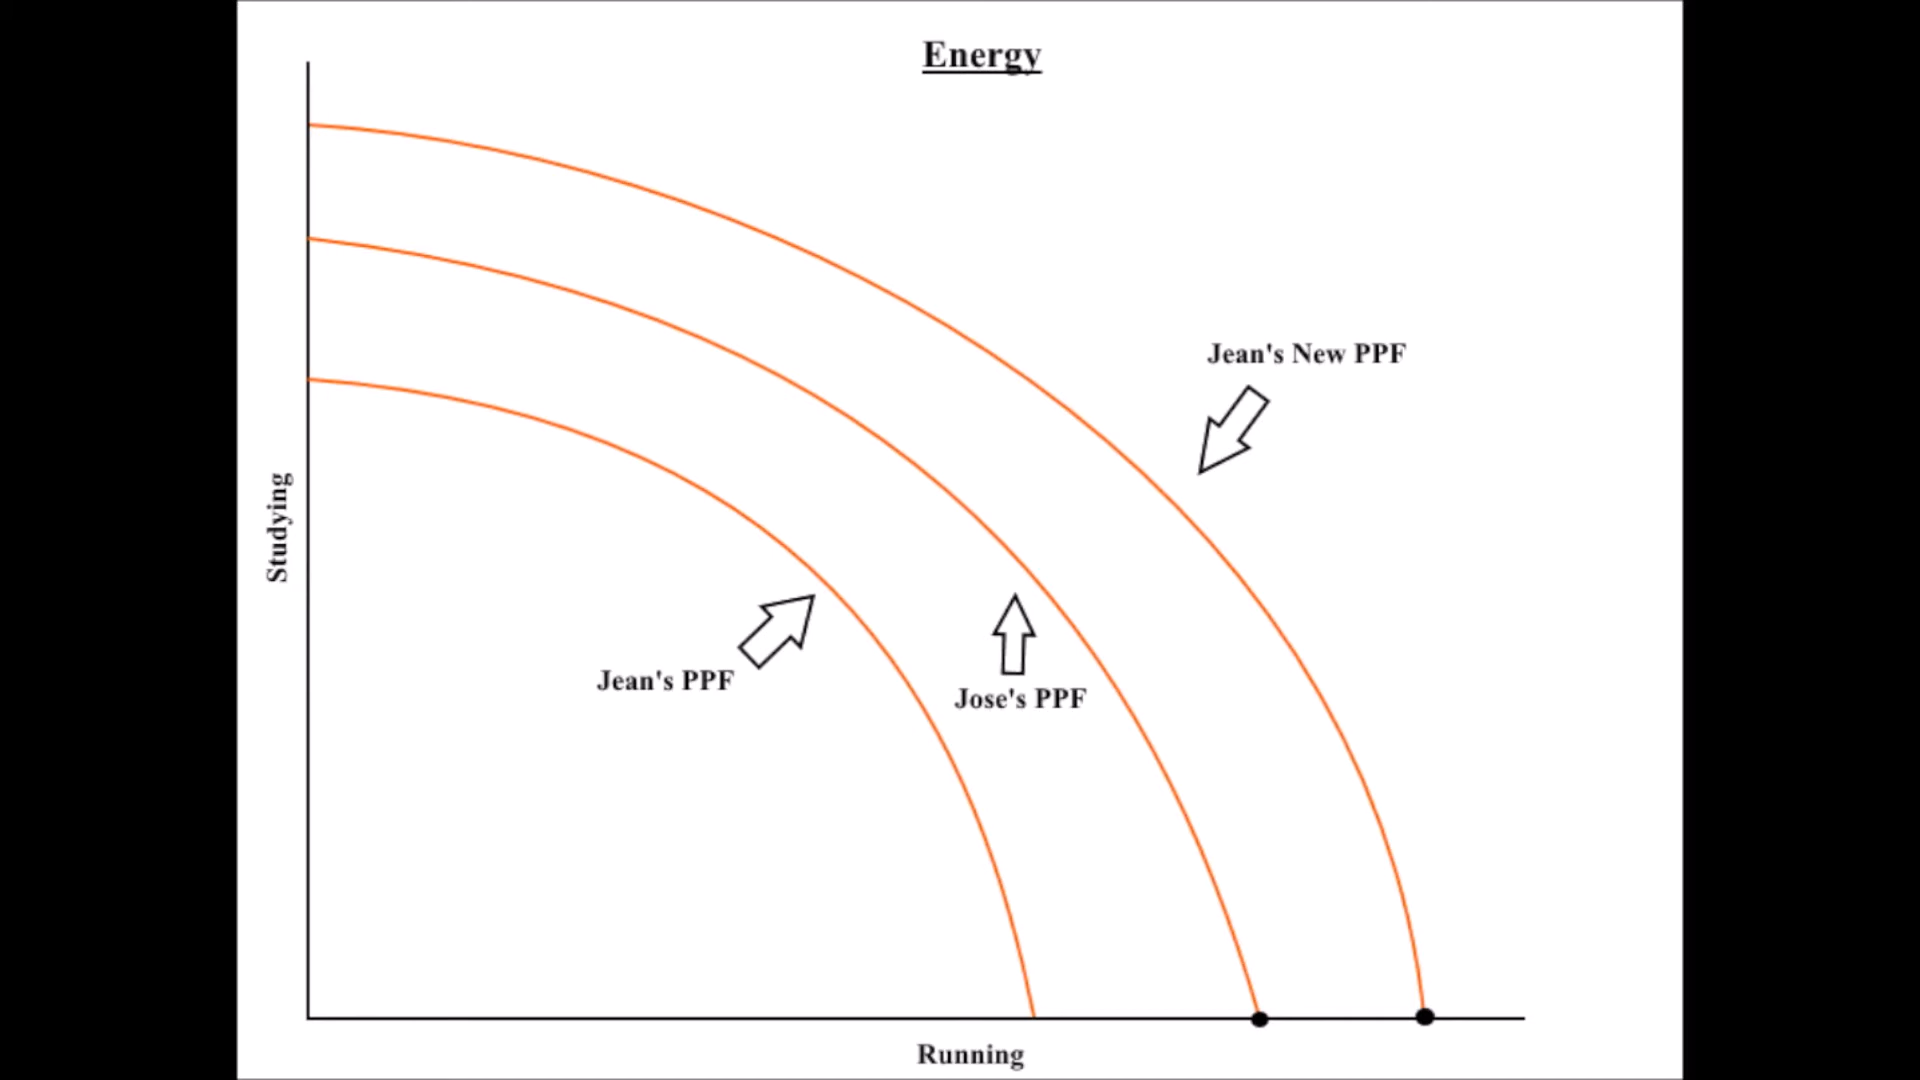 Energy
Jean's New PPF
Studying
Jean's PPF
Jose's PPF
Running